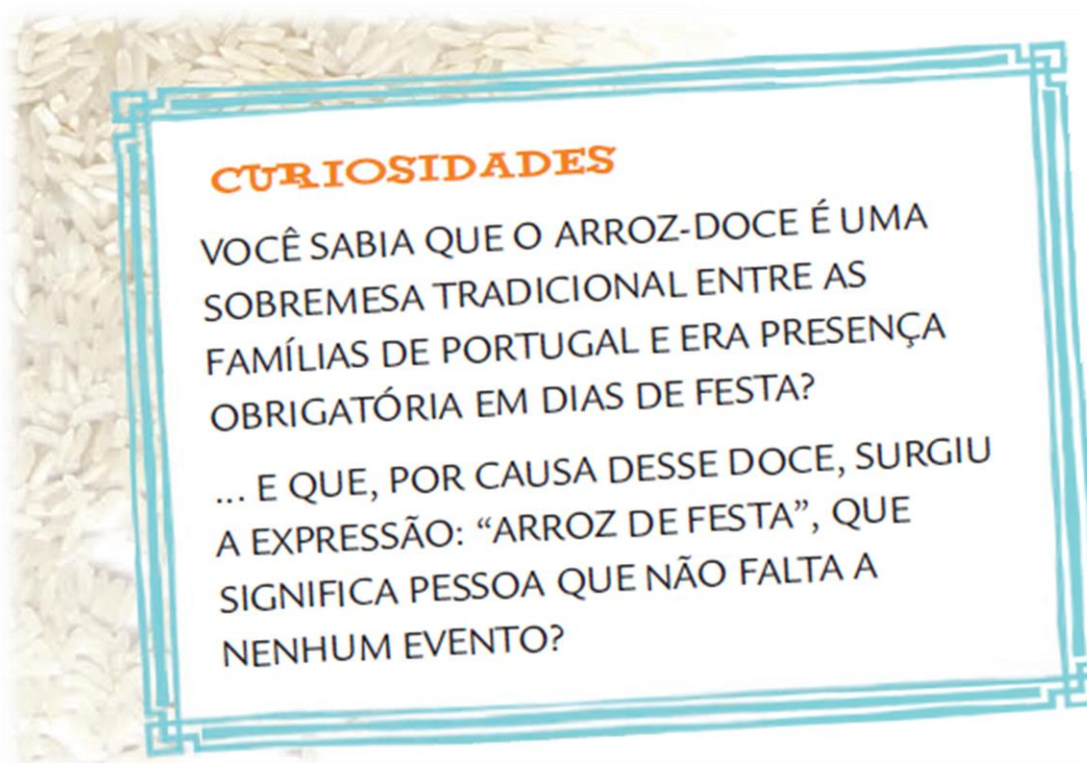 CURIOSIDADES
VOCÊ SABIA QUE O ARROZ-DOCE É UMA
SOBREMESA TRADICIONAL ENTRE AS
FAMÍLIAS DE PORTUGAL E ERA PRESENÇA
OBRIGATÓRIA EM DIAS DE FESTA?
... E QUE, POR CAUSA DESSE DOCE, SURGIU
A EXPRESSÃO: “ARROZ DE FESTA”, QUE
SIGNIFICA PESSOA QUE NÃO FALTA A
NENHUM EVENTO?